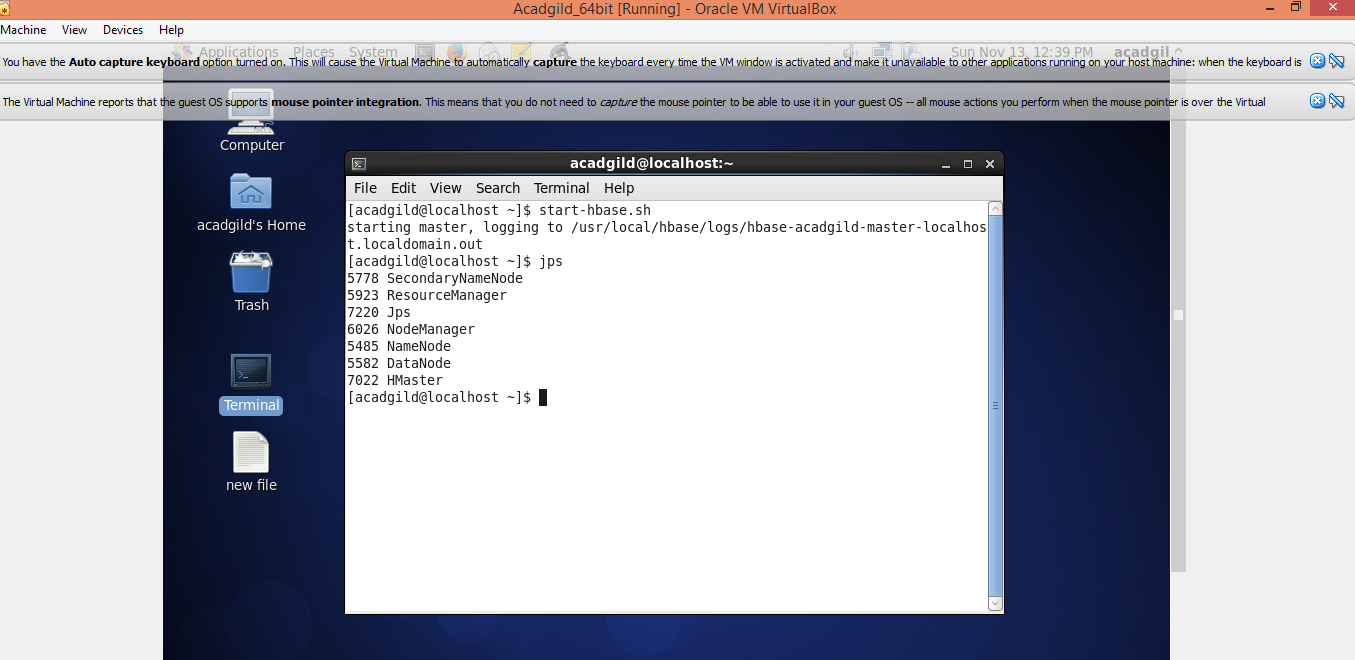 Acadgild_64bit [Running] - Oracle VM VirtualBox
Machine View Devices Help
Applications Places System Sun Nov 13, 12:39 PM acadgil
You have the Auto capture keyboard option turned on. This will cause the Virtual Machine to automatically capture the keyboard every time the VM window is activated and make it unavailable to other applications running on your host machine: when the keyboard is
The Virtual Machine reports that the guest OS supports mouse pointer integration. This means that you do not need to capture the mouse pointer to be able to use it in your guest OS -- all mouse actions you perform when the mouse pointer is over the Virtual
Computer
acadgild's Home
Trash
Terminal
new file
acadgild@localhost:~
File Edit View Search Terminal Help
[acadgild@localhost ~]$ start-hbase.sh
starting master, logging to /usr/local/hbase/logs/hbase-acadgild-master-localhos
t.localdomain.out
[acadgild@localhost ~]$ jps
5778 SecondaryNameNode
5923 ResourceManager
7220 Jps
6026 NodeManager
5485 NameNode
5582 DataNode
7022 HMaster
[acadgild@localhost ~]$